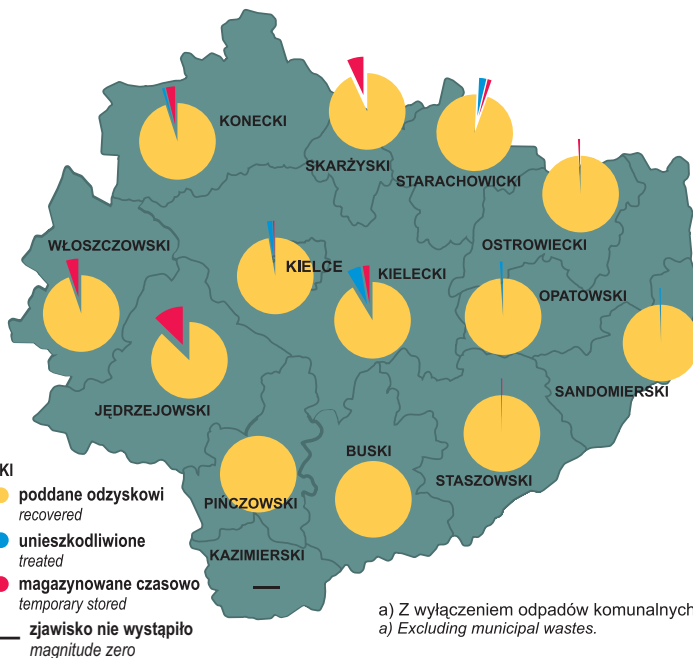 KONECKI
SKARŻYSKI
STARACHOWICKI
WŁOSZCZOWSKI
OSTROWIECKI
KIELCE
KIELECKI
OPATOWSKI
SANDOMIERSKI
JĘDRZEJOWSKI
BUSKI
STASZOWSKI
KI
poddane odzyskowi
recovered
PIŃCZOWSKI
unieszkodliwione
treated
KAZIMIERSKI
magazynowane czasowo
temporary stored
zjawisko nie wystąpiło
magnitude zero
a) Z wyłączeniem odpadów komunalnych
a) Excluding municipal wastes.